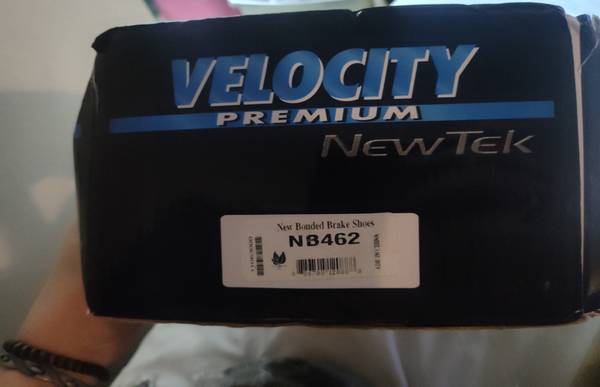 VELOCITY
PREMIUM
NEWTEK
New Bonded Brake Shoes
NB462